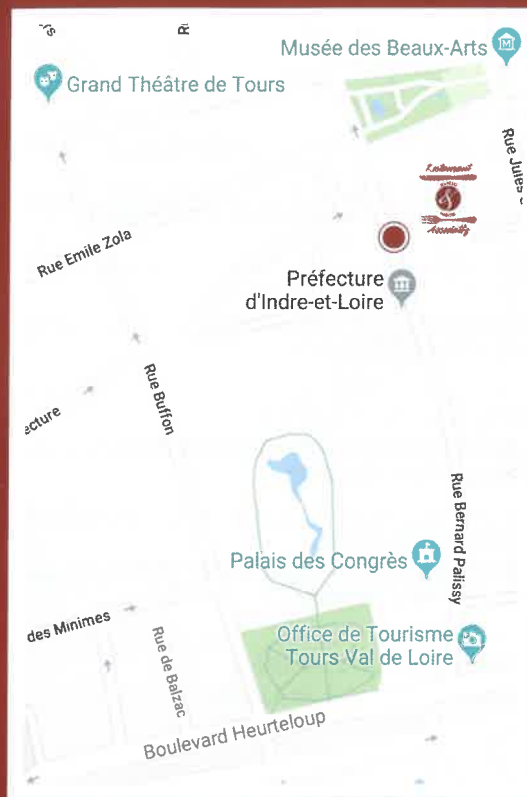 Musée des Beaux-Arts
Grand Théâtre de Tours
Rue Jules
Restaurant
Associatif
Rue Emile Zola
Préfecture
d'Indre-et-Loire
Rue Buffon
ecture
Rue Bernard Palissy
Palais des Congrès
des Minimes
Rue de Balzac
Office de Tourisme
Tours Val de Loire
Boulevard Heurteloup